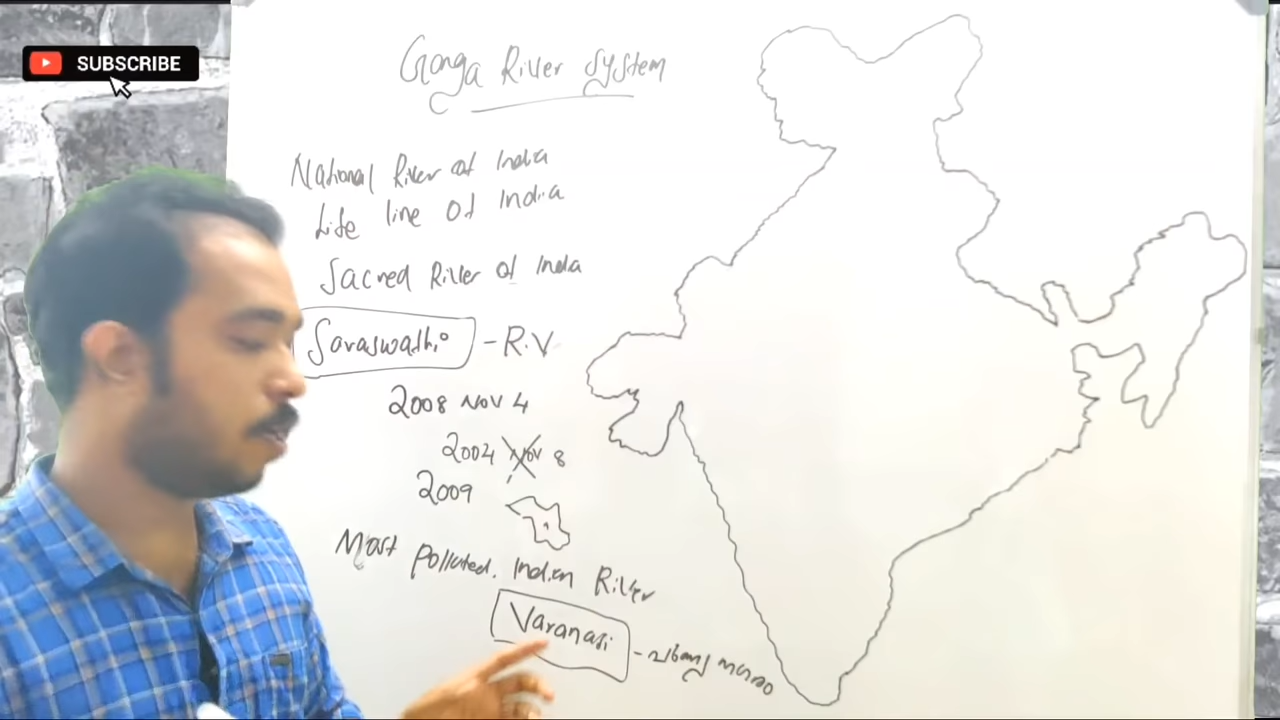 SUBSCRIBE
Ganga River System
National River of India
Life line of India
Sacred River of India
Saraswathi - R.V
2008 NOV 4
2004 NOV 8
2009
Most Polluted. Indian River
Varanasi -